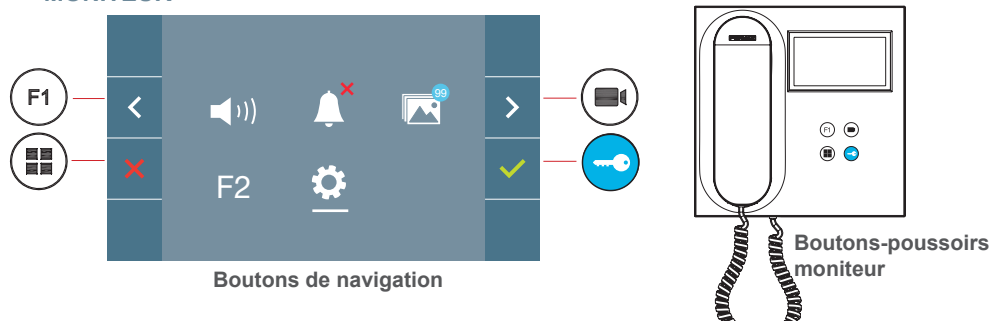 MONITEUR
F1
99
F2
Boutons de navigation
F1
Boutons-poussoirs
moniteur